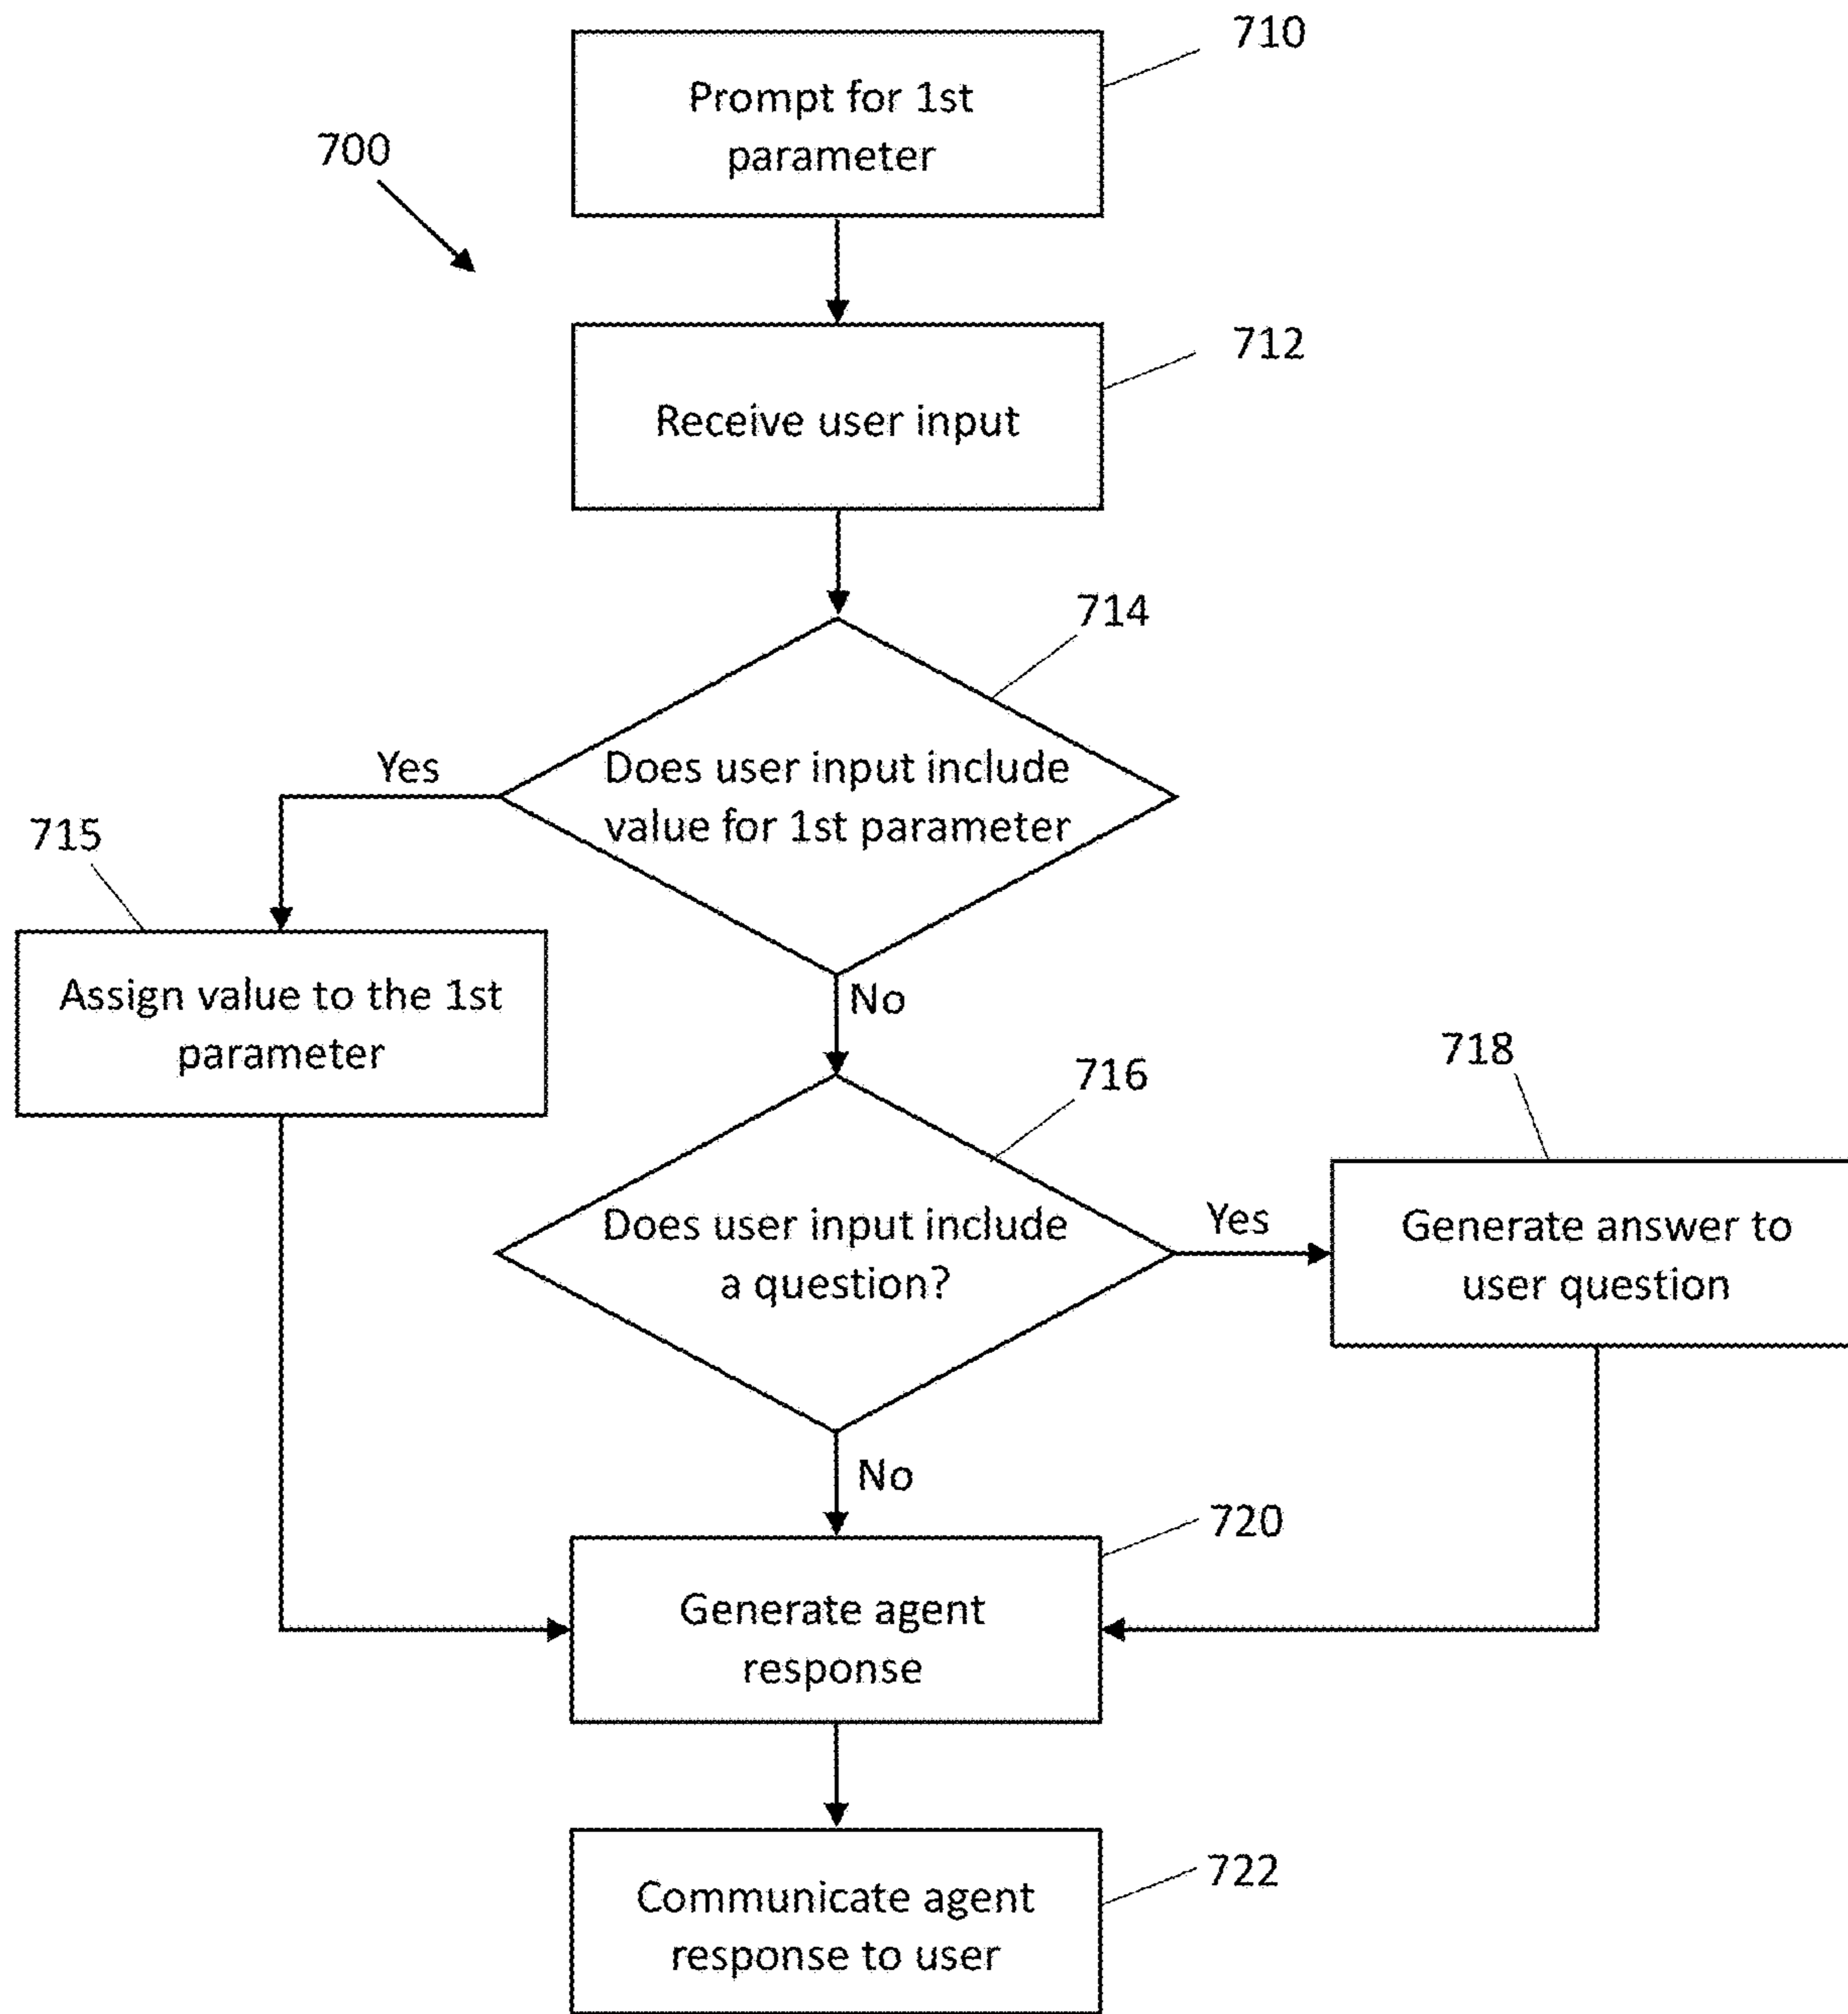 710
Prompt for 1st
parameter
700
712
Receive user input
714
Yes
Does user input include
value for 1st parameter
715
Assign value to the 1st
parameter
No
716
718
Does user input include
a question?
Yes
Generate answer to
user question
No
720
Generate agent
response
722
Communicate agent
response to user